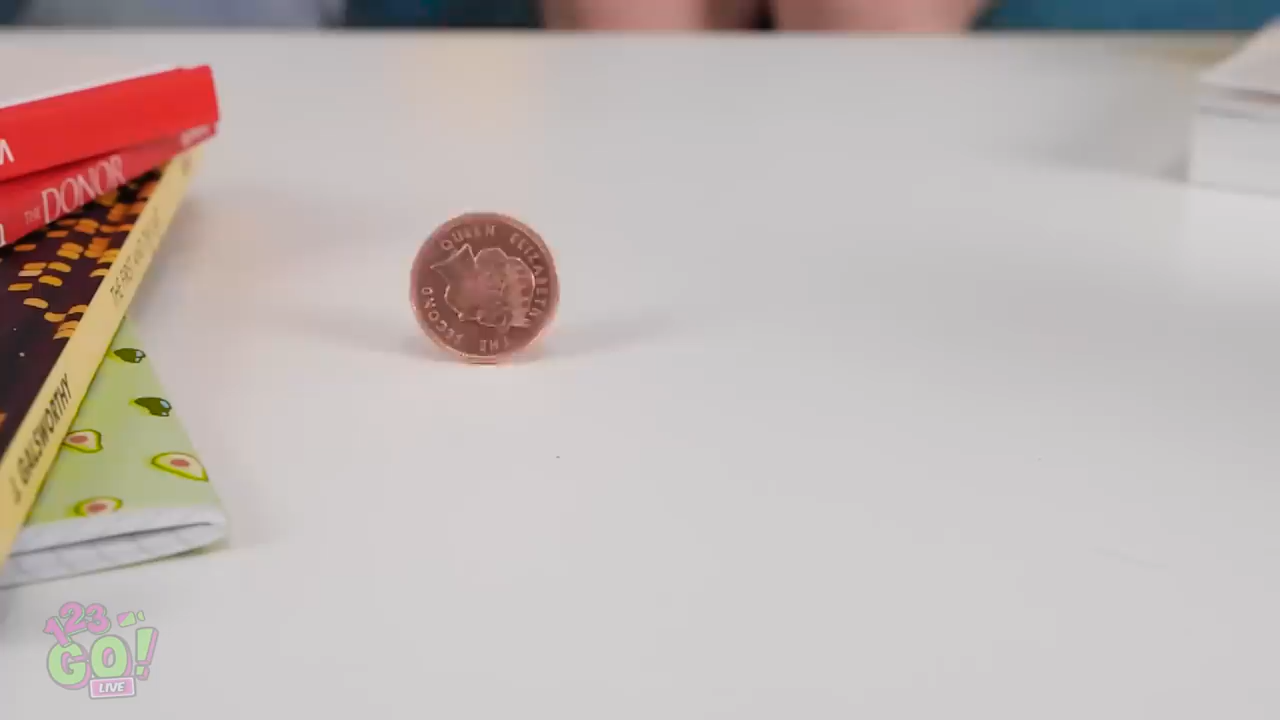 THE DONOR
J. GALSWORTHY
QUEEN ELIZABETH
THE SECOND
123
GO!
LIVE